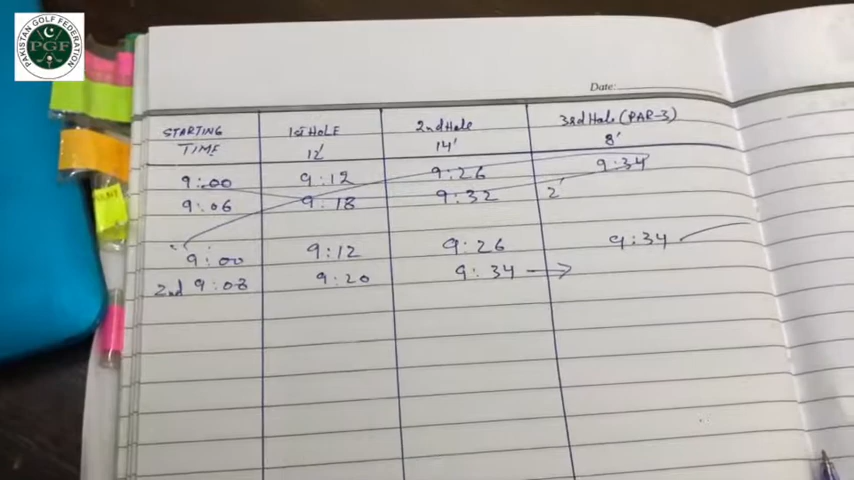 PAKISTAN GOLF FEDERATION
PGF
Date:
STARTING TIME 1st HOLE 12' 2nd Hole 14' 3rd Hole (PAR-3) 8'
9:00 9:12 9:26 9:34
9:06 9:18 9:32 2'
9:00 9:12 9:26 9:34
2nd 9:08 9:20 9:34 →